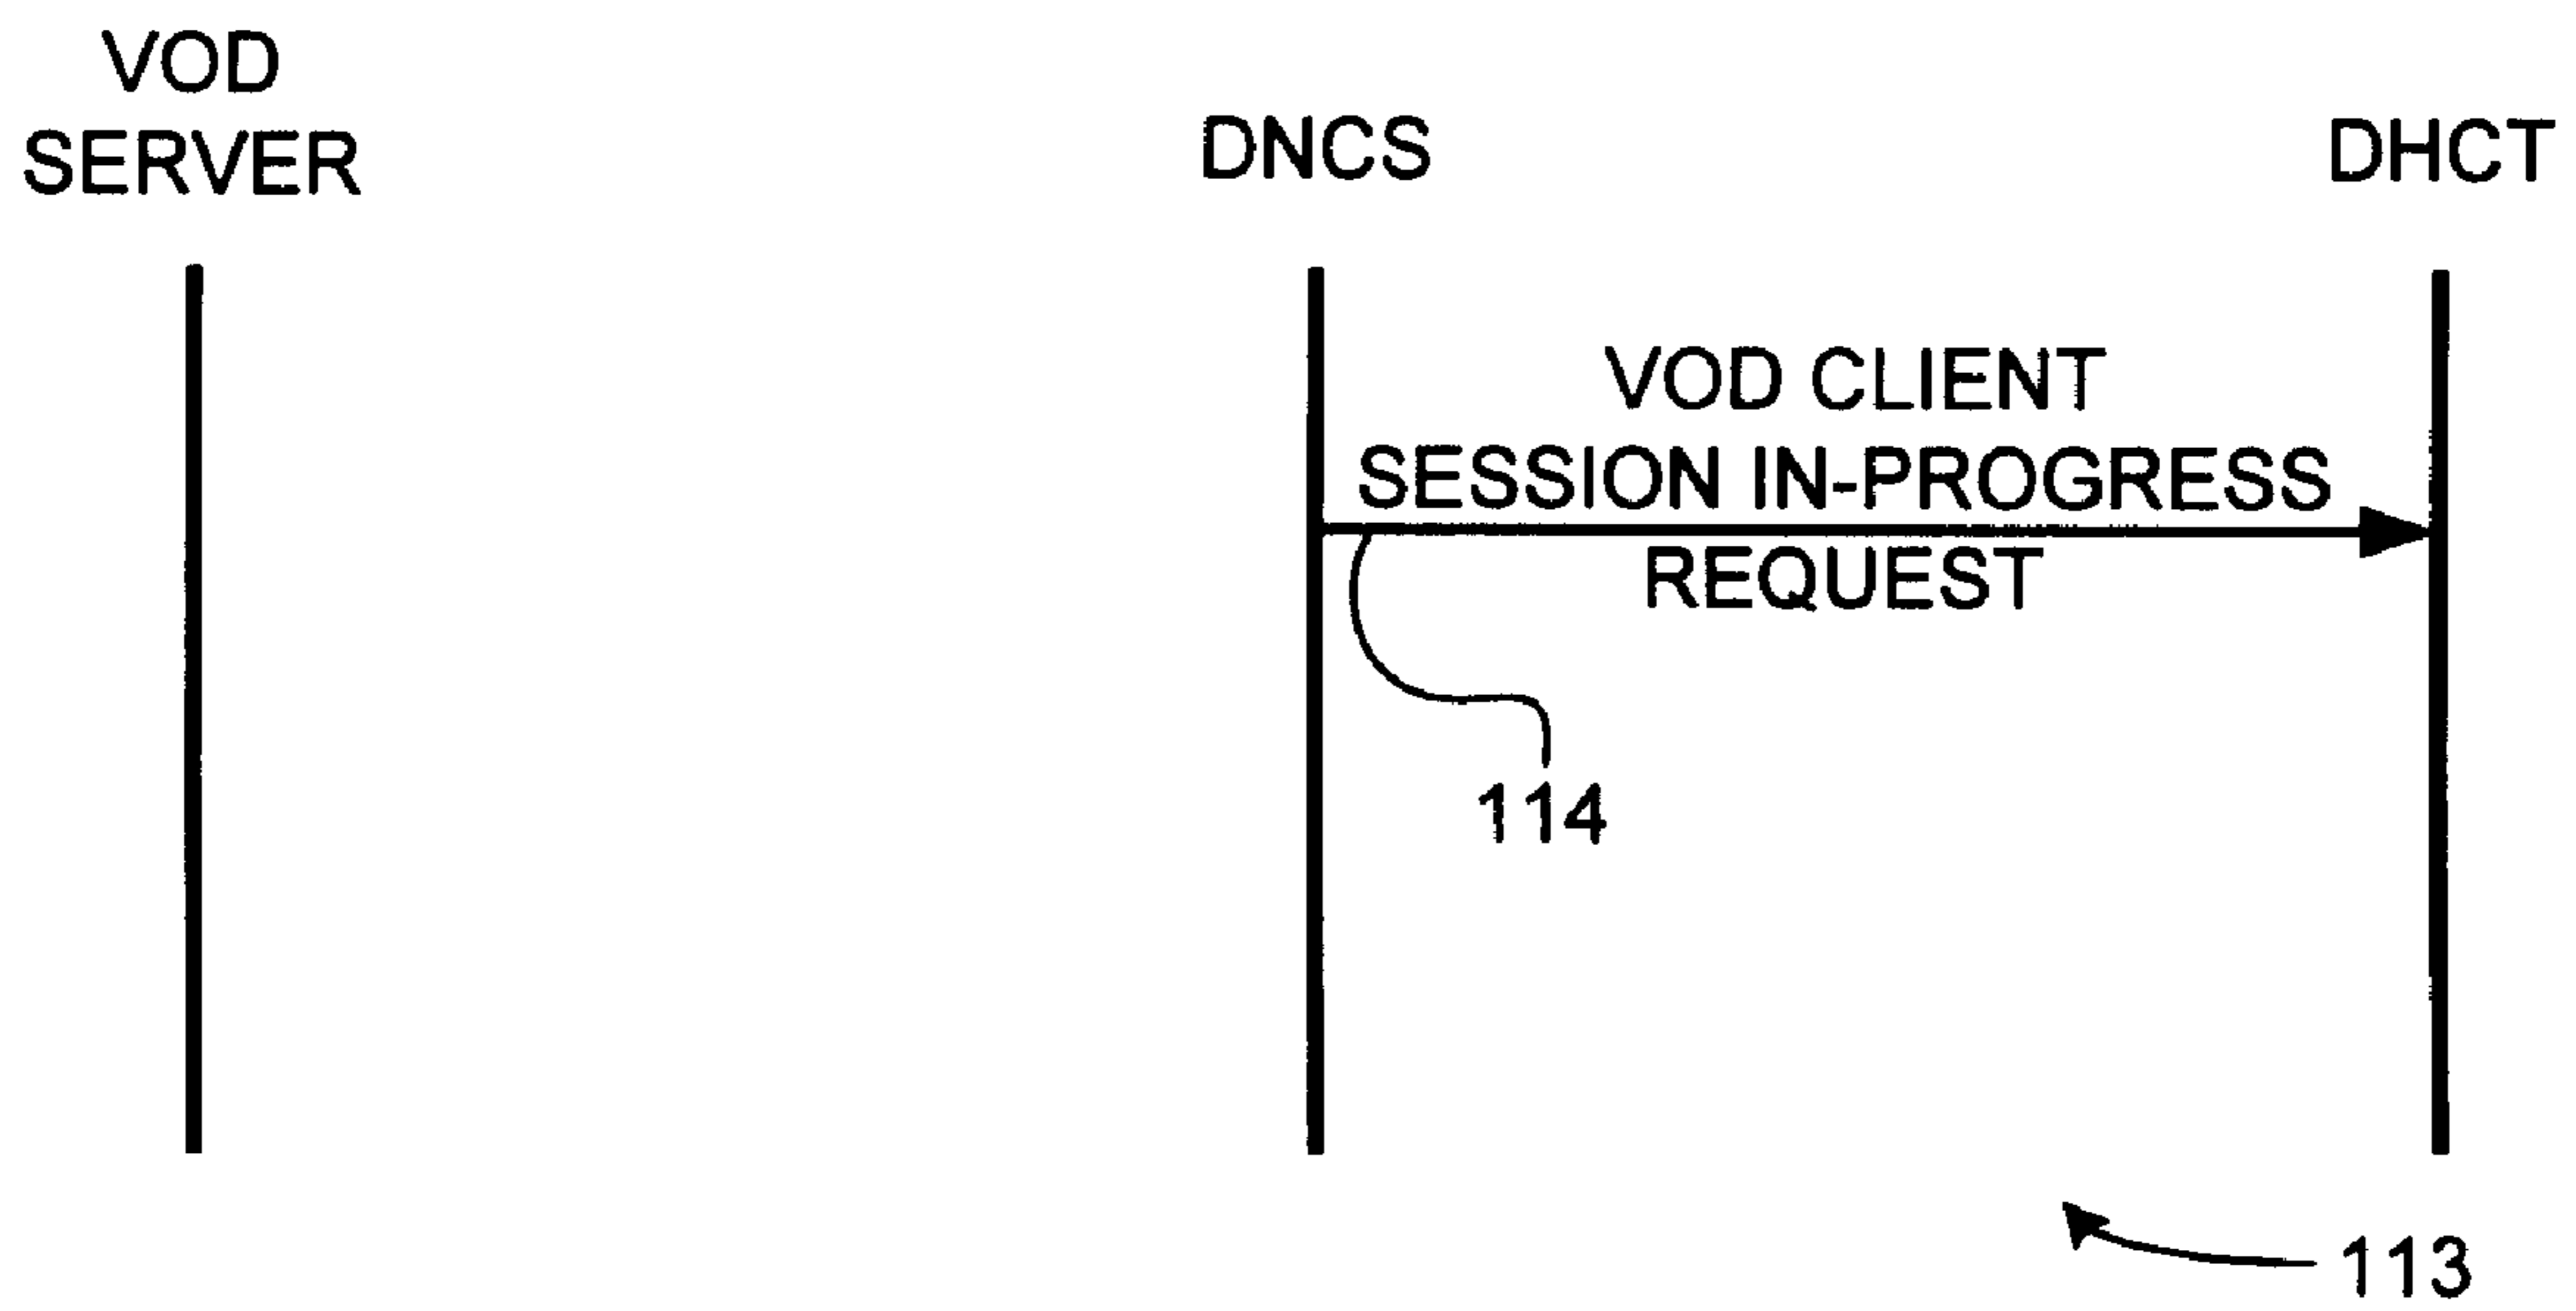 VOD
SERVER
DNCS
DHCT
VOD CLIENT
SESSION IN-PROGRESS
REQUEST
114
113